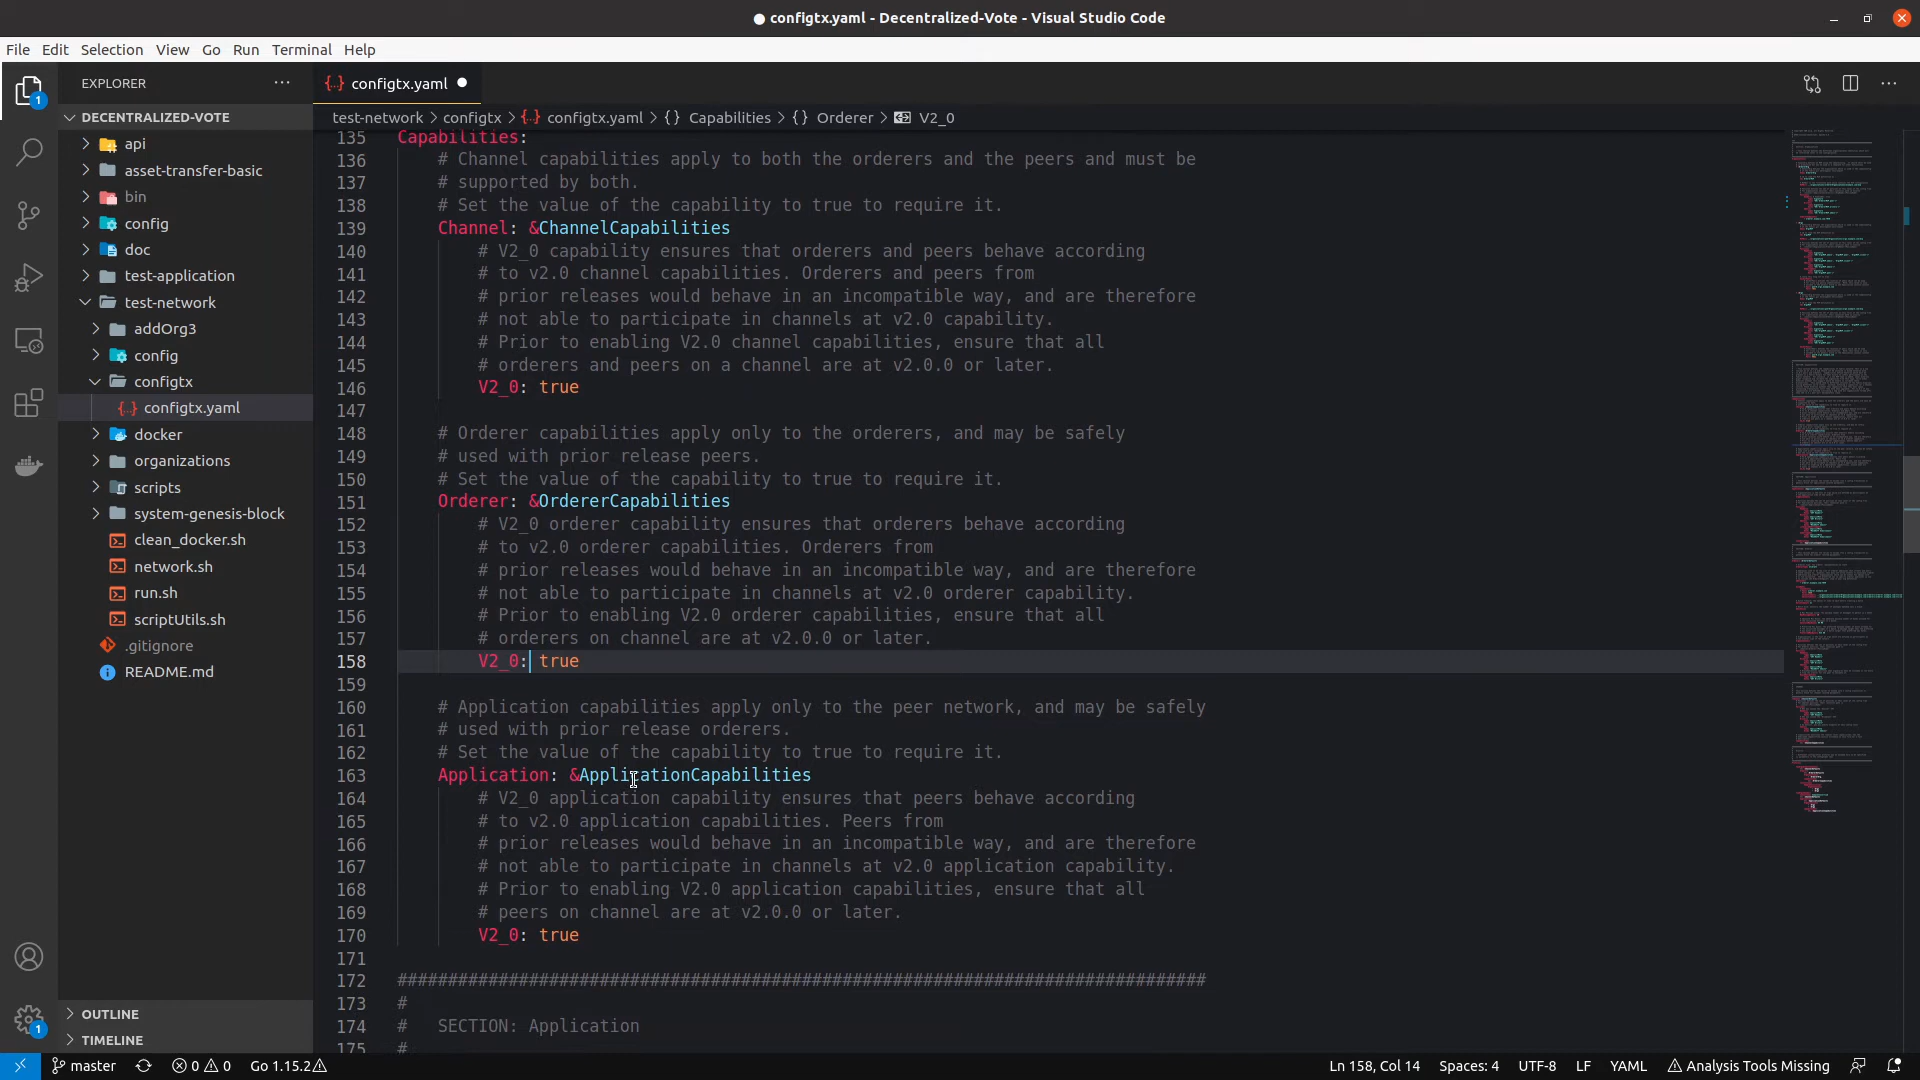 configtx.yaml - Decentralized-Vote - Visual Studio Code
File Edit Selection View Go Run Terminal Help
1
EXPLORER
DECENTRALIZED-VOTE
api
asset-transfer-basic
bin
config
doc
test-application
test-network
addOrg3
config
configtx
configtx.yaml
docker
organizations
scripts
system-genesis-block
clean_docker.sh
network.sh
run.sh
scriptUtils.sh
.gitignore
README.md
OUTLINE
TIMELINE
1
configtx.yaml
test-network > configtx > configtx.yaml > {} Capabilities > {} Orderer > V2_0
135 Capabilities:
136 # Channel capabilities apply to both the orderers and the peers and must be
137 # supported by both.
138 # Set the value of the capability to true to require it.
139 Channel: &ChannelCapabilities
140 # V2_0 capability ensures that orderers and peers behave according
141 # to v2.0 channel capabilities. Orderers and peers from
142 # prior releases would behave in an incompatible way, and are therefore
143 # not able to participate in channels at v2.0 capability.
144 # Prior to enabling V2.0 channel capabilities, ensure that all
145 # orderers and peers on a channel are at v2.0.0 or later.
146 V2_0: true
147
148 # Orderer capabilities apply only to the orderers, and may be safely
149 # used with prior release peers.
150 # Set the value of the capability to true to require it.
151 Orderer: &OrdererCapabilities
152 # V2_0 orderer capability ensures that orderers behave according
153 # to v2.0 orderer capabilities. Orderers from
154 # prior releases would behave in an incompatible way, and are therefore
155 # not able to participate in channels at v2.0 orderer capability.
156 # Prior to enabling V2.0 orderer capabilities, ensure that all
157 # orderers on channel are at v2.0.0 or later.
158 V2_0: true
159
160 # Application capabilities apply only to the peer network, and may be safely
161 # used with prior release orderers.
162 # Set the value of the capability to true to require it.
163 Application: &ApplicationCapabilities
164 # V2_0 application capability ensures that peers behave according
165 # to v2.0 application capabilities. Peers from
166 # prior releases would behave in an incompatible way, and are therefore
167 # not able to participate in channels at v2.0 application capability.
168 # Prior to enabling V2.0 application capabilities, ensure that all
169 # peers on channel are at v2.0.0 or later.
170 V2_0: true
171
172 ################################################################################
173 #
174 # SECTION: Application
175 #
master 0 0 Go 1.15.2 Ln 158, Col 14 Spaces: 4 UTF-8 LF YAML Analysis Tools Missing